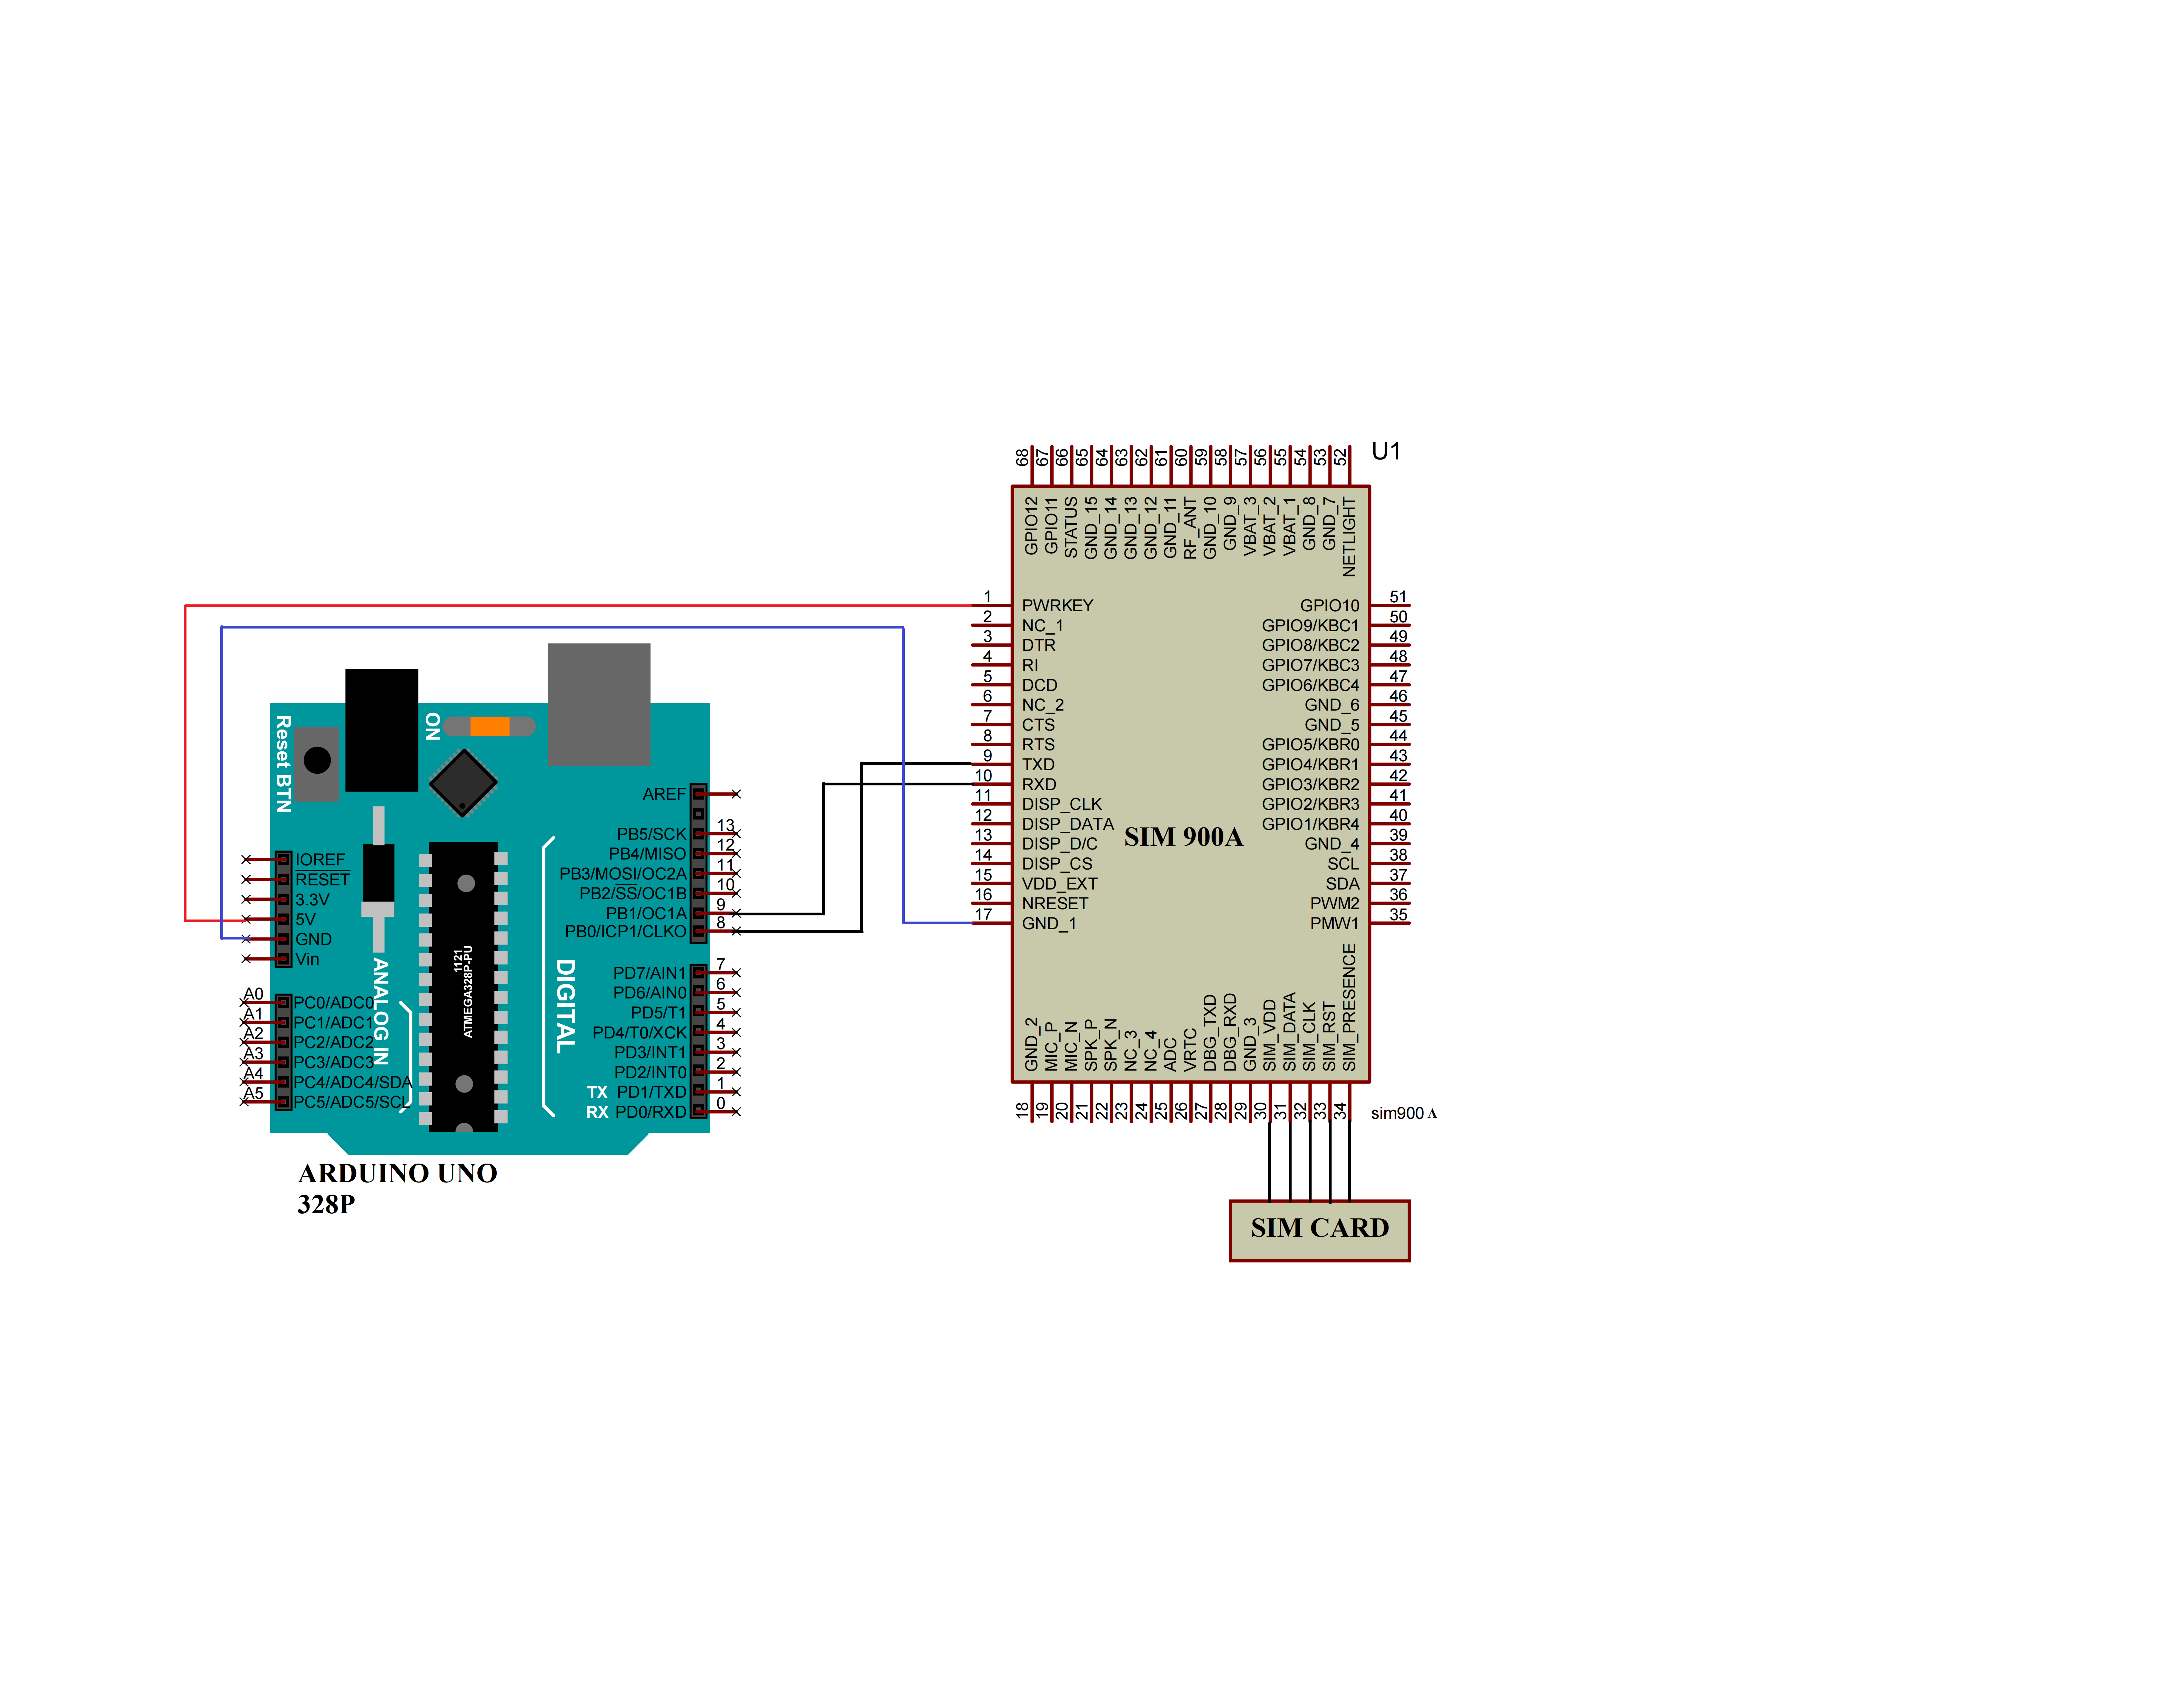 U1
68
67
66
65
64
63
62
61
60
59
58
57
56
55
54
53
52
GPIO12
GPIO11
STATUS
GND_15
GND_14
GND_13
GND_12
GND_11
RF_ANT
GND_10
GND_9
VBAT_3
VBAT_2
VBAT_1
GND_8
GND_7
NETLIGHT
1 PWRKEY
2 NC_1
3 DTR
4 RI
5 DCD
6 NC_2
7 CTS
8 RTS
9 TXD
10 RXD
11 DISP_CLK
12 DISP_DATA
13 DISP_D/C
14 DISP_CS
15 VDD_EXT
16 NRESET
17 GND_1
SIM 900A
GPIO10 51
GPIO9/KBC1 50
GPIO8/KBC2 49
GPIO7/KBC3 48
GPIO6/KBC4 47
GND_6 46
GND_5 45
GPIO5/KBR0 44
GPIO4/KBR1 43
GPIO3/KBR2 42
GPIO2/KBR3 41
GPIO1/KBR4 40
GND_4 39
SCL 38
SDA 37
PWM2 36
PMW1 35
GND_2
MIC_P
MIC_N
SPK_P
SPK_N
NC_3
NC_4
ADC
VRTC
DBG_TXD
DBG_RXD
GND_3
SIM_VDD
SIM_DATA
SIM_CLK
SIM_RST
SIM_PRESENCE
18
19
20
21
22
23
24
25
26
27
28
29
30
31
32
33
34
sim900 A
SIM CARD
Reset BTN
ON
IOREF
RESET
3.3V
5V
GND
Vin
A0 PC0/ADC0
A1 PC1/ADC1
A2 PC2/ADC2
A3 PC3/ADC3
A4 PC4/ADC4/SDA
A5 PC5/ADC5/SCL
ANALOG IN
1121
ATMEGA328P-PU
DIGITAL
AREF
PB5/SCK 13
PB4/MISO 12
PB3/MOSI/OC2A 11
PB2/SS/OC1B 10
PB1/OC1A 9
PB0/ICP1/CLKO 8
PD7/AIN1 7
PD6/AIN0 6
PD5/T1 5
PD4/T0/XCK 4
PD3/INT1 3
PD2/INT0 2
TX PD1/TXD 1
RX PD0/RXD 0
ARDUINO UNO
328P